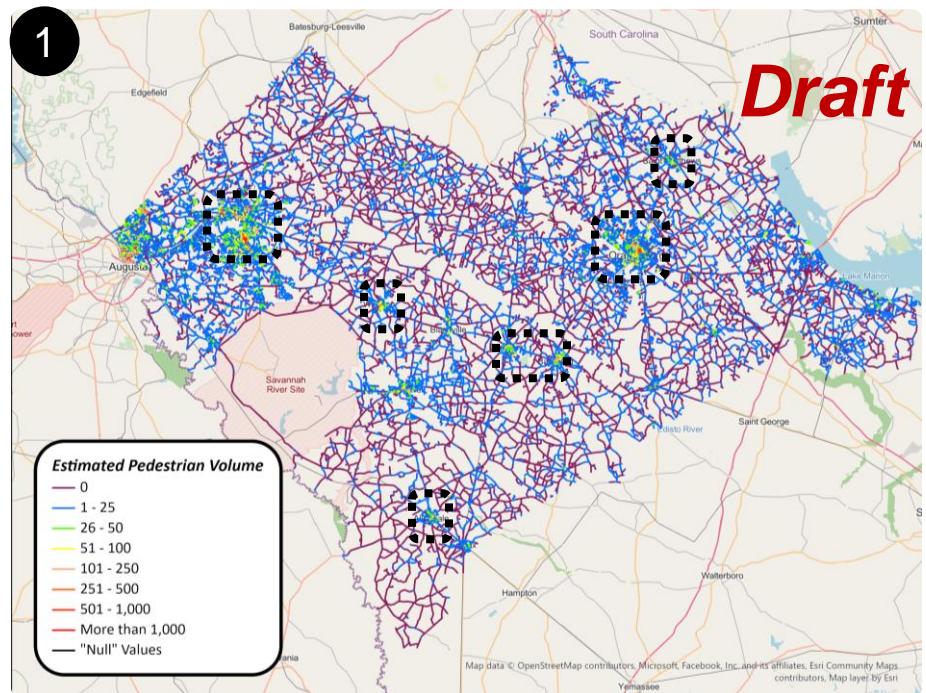 1
Batesburg-Leesville
Sumter
South Carolina
Draft
Edgefield
Augusta
Lake Marion
Savannah
River Site
Edisto River
Saint George
Estimated Pedestrian Volume
0
1 - 25
26 - 50
51 - 100
101 - 250
251 - 500
501 - 1,000
More than 1,000
"Null" Values
Walterboro
Hampton
Yemassee
Map data © OpenStreetMap contributors, Microsoft, Facebook, Inc. and its affiliates, Esri Community Maps
contributors, Map layer by Esri